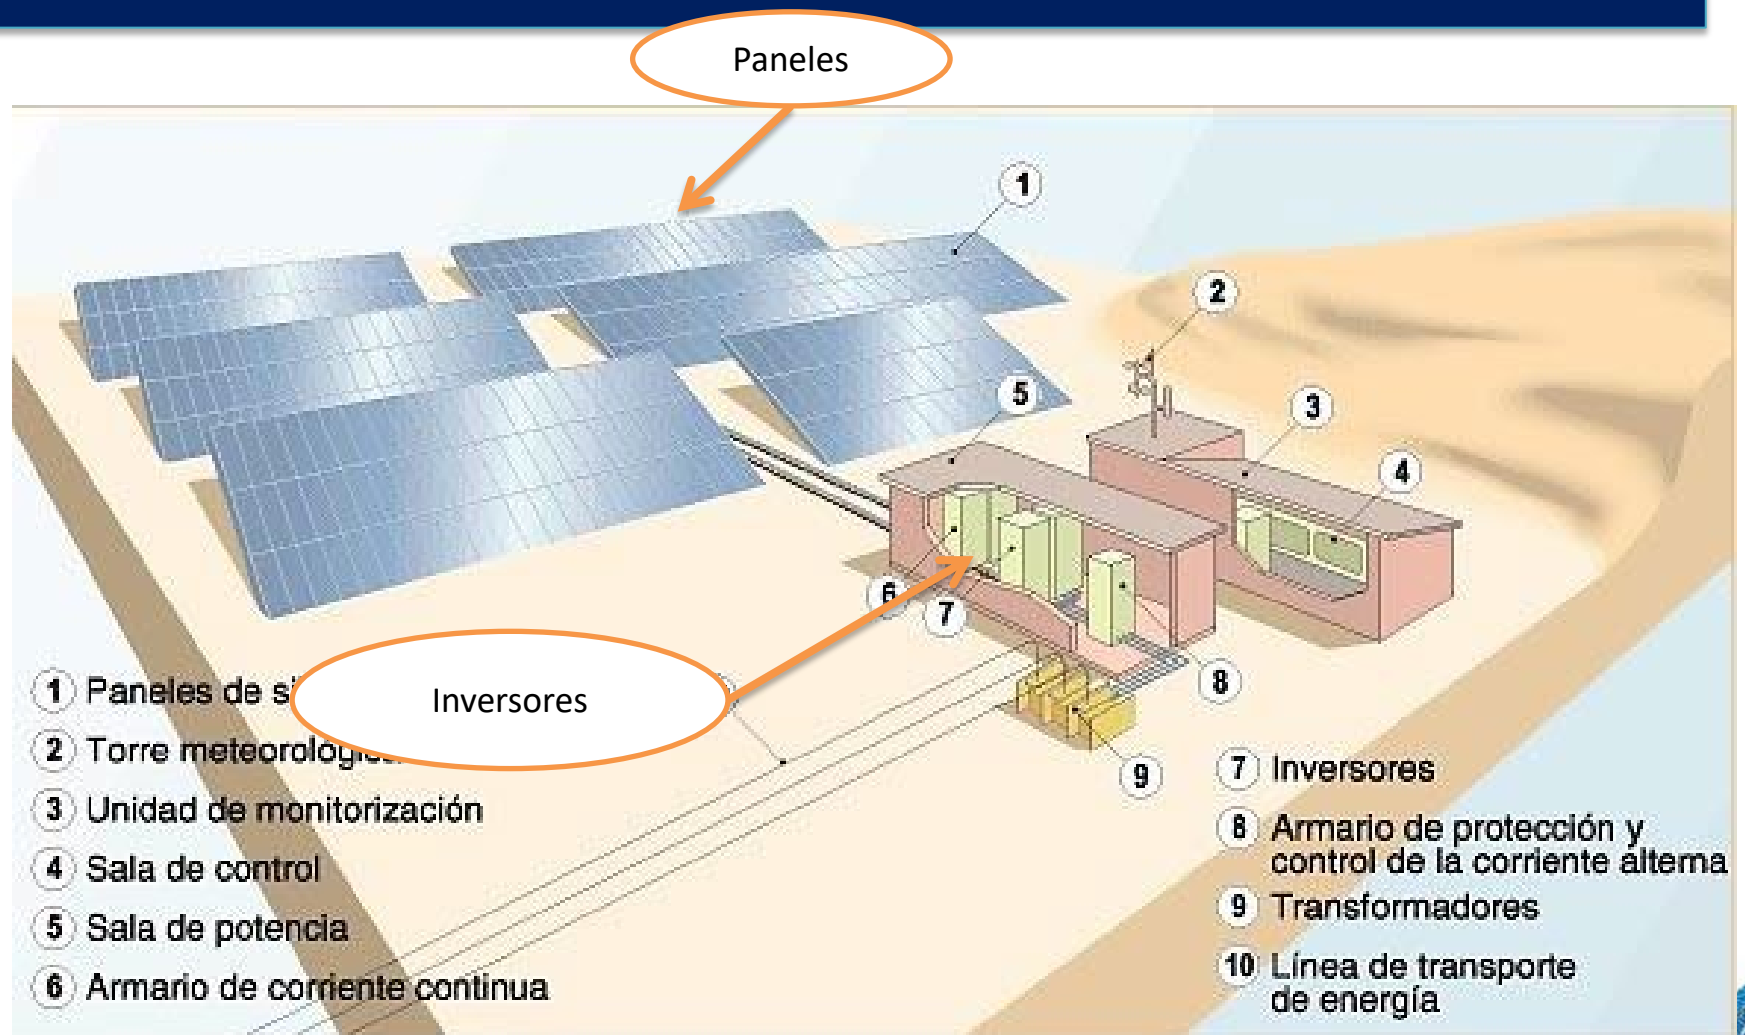 Paneles
1
2
3
5
4
6
7
8
9
Inversores
1 Paneles de
2 Torre
3 Unidad de monitorización
4 Sala de control
5 Sala de potencia
6 Armario de corriente continua
7 Inversores
8 Armario de protección y
control de la corriente alterna
9 Transformadores
10 Línea de transporte
de energía